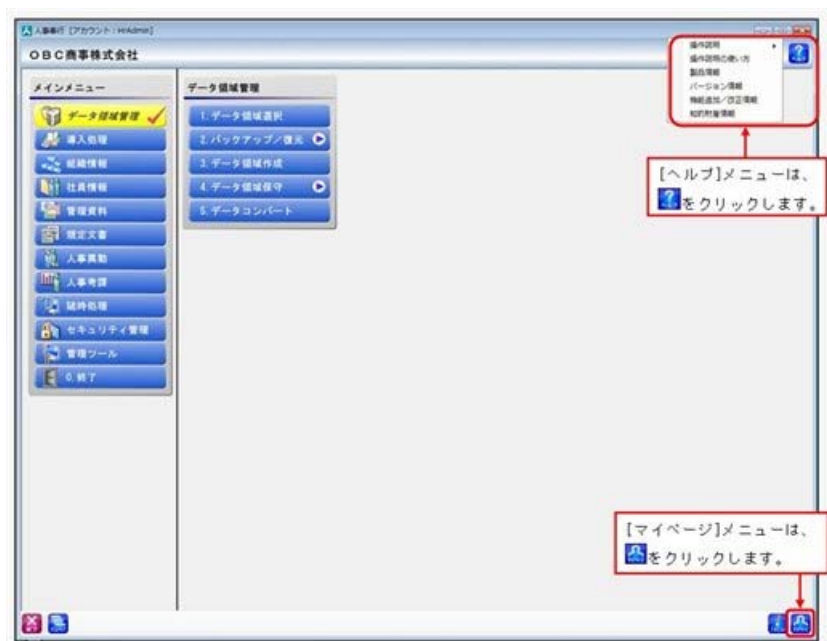 人事奉行 [アカウント：HrAdmin]
OBC商事株式会社
メインメニュー
データ領域管理
導入処理
組織情報
社員情報
管理資料
規定文書
人事異動
人事考課
随時処理
セキュリティ管理
管理ツール
0. 終了
データ領域管理
1. データ領域選択
2. バックアップ／復元
3. データ領域作成
4. データ領域保守
5. データコンバート
操作説明
操作説明の使い方
製品情報
バージョン情報
機能追加／改正情報
知的財産情報
[ヘルプ]メニューは、
?をクリックします。
[マイページ]メニューは、
をクリックします。